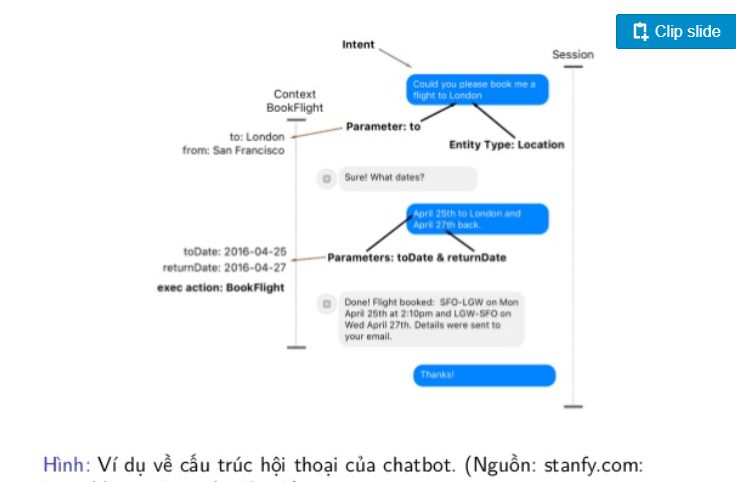 Clip slide
Intent
Session
Could you please book me a
flight to London
Context
BookFlight
Parameter: to
to: London
from: San Francisco
Entity Type: Location
Sure! What dates?
April 25th to London and
April 27th back.
toDate: 2016-04-25
returnDate: 2016-04-27
Parameters: toDate & returnDate
exec action: BookFlight
Done! Flight booked: SFO-LGW on Mon
April 25th at 2:10pm and LGW-SFO on
Wed April 27th. Details were sent to
your email.
Thanks!
Hình: Ví dụ về cấu trúc hội thoại của chatbot. (Nguồn: stanfy.com: